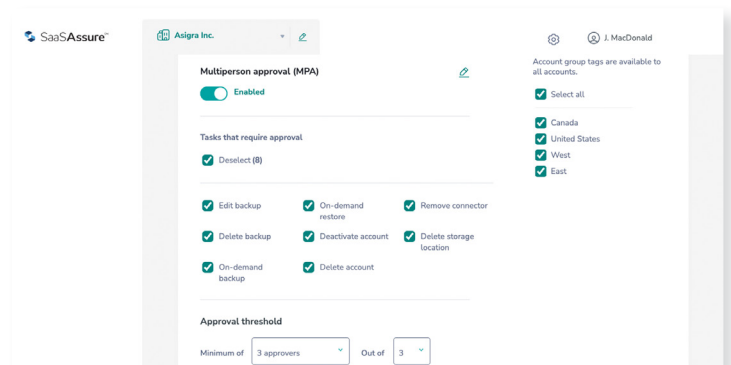 SaaSAssure™
Asigra Inc.
J. MacDonald
Multiperson approval (MPA)
Enabled
Tasks that require approval
Deselect (8)
Edit backup
On-demand
restore
Remove connector
Delete backup
Deactivate account
Delete storage
location
On-demand
backup
Delete account
Approval threshold
Minimum of 3 approvers Out of 3
Account group tags are available to
all accounts.
Select all
Canada
United States
West
East